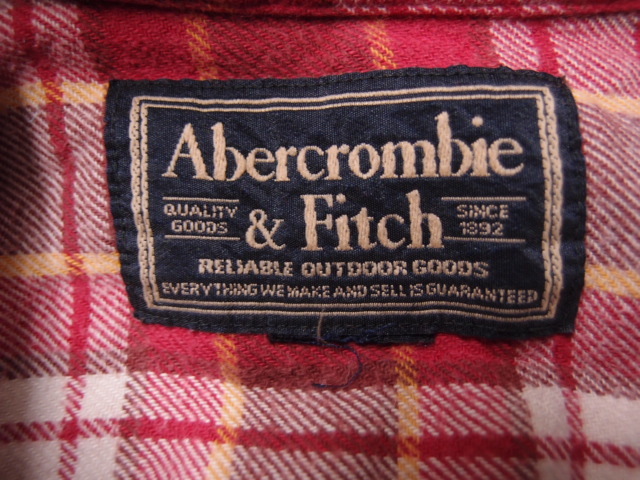 Abercrombie
QUALITY
GOODS
& Fitch
SINCE
1892
RELIABLE OUTDOOR GOODS
EVERYTHING WE MAKE AND SELL IS GUARANTEED